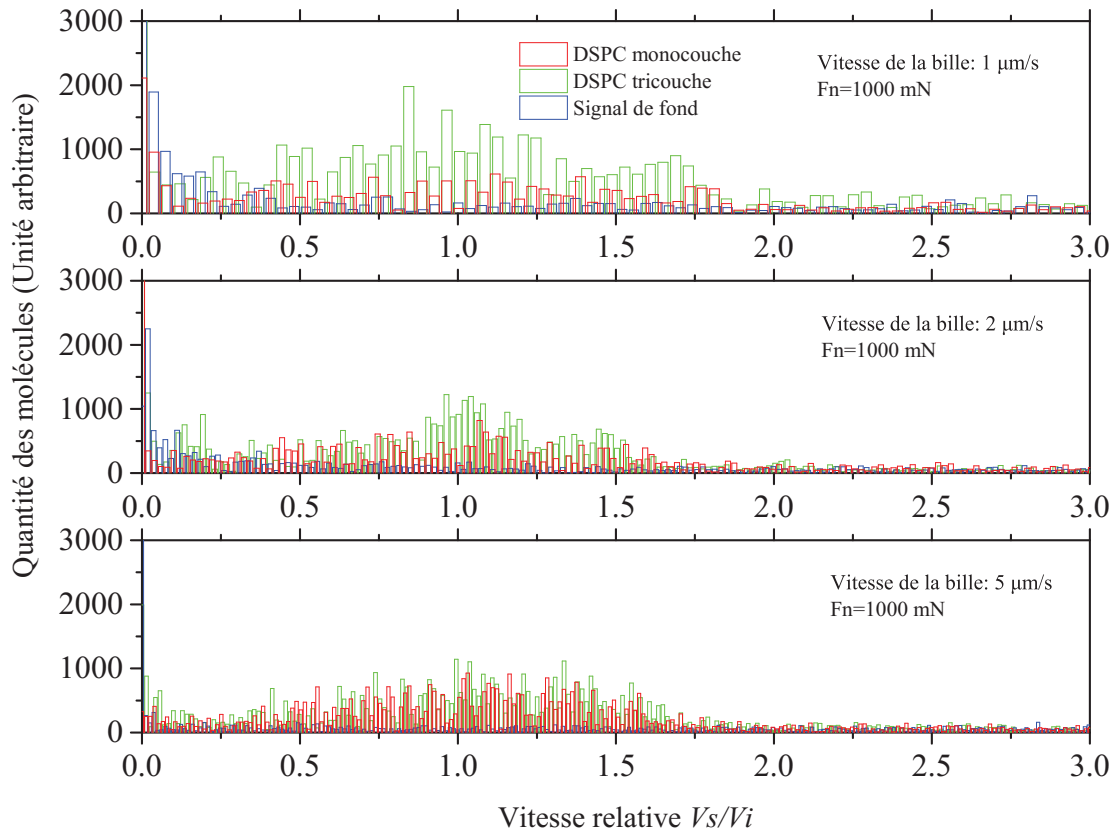 Quantité des molécules (Unité arbitraire)
3000
2000
1000
0
DSPC monocouche
DSPC tricouche
Signal de fond
Vitesse de la bille: 1 μm/s
Fn=1000 mN
0.0 0.5 1.0 1.5 2.0 2.5 3.0
3000
2000
1000
0
Vitesse de la bille: 2 μm/s
Fn=1000 mN
0.0 0.5 1.0 1.5 2.0 2.5 3.0
3000
2000
1000
0
Vitesse de la bille: 5 μm/s
Fn=1000 mN
0.0 0.5 1.0 1.5 2.0 2.5 3.0
Vitesse relative Vs/Vi